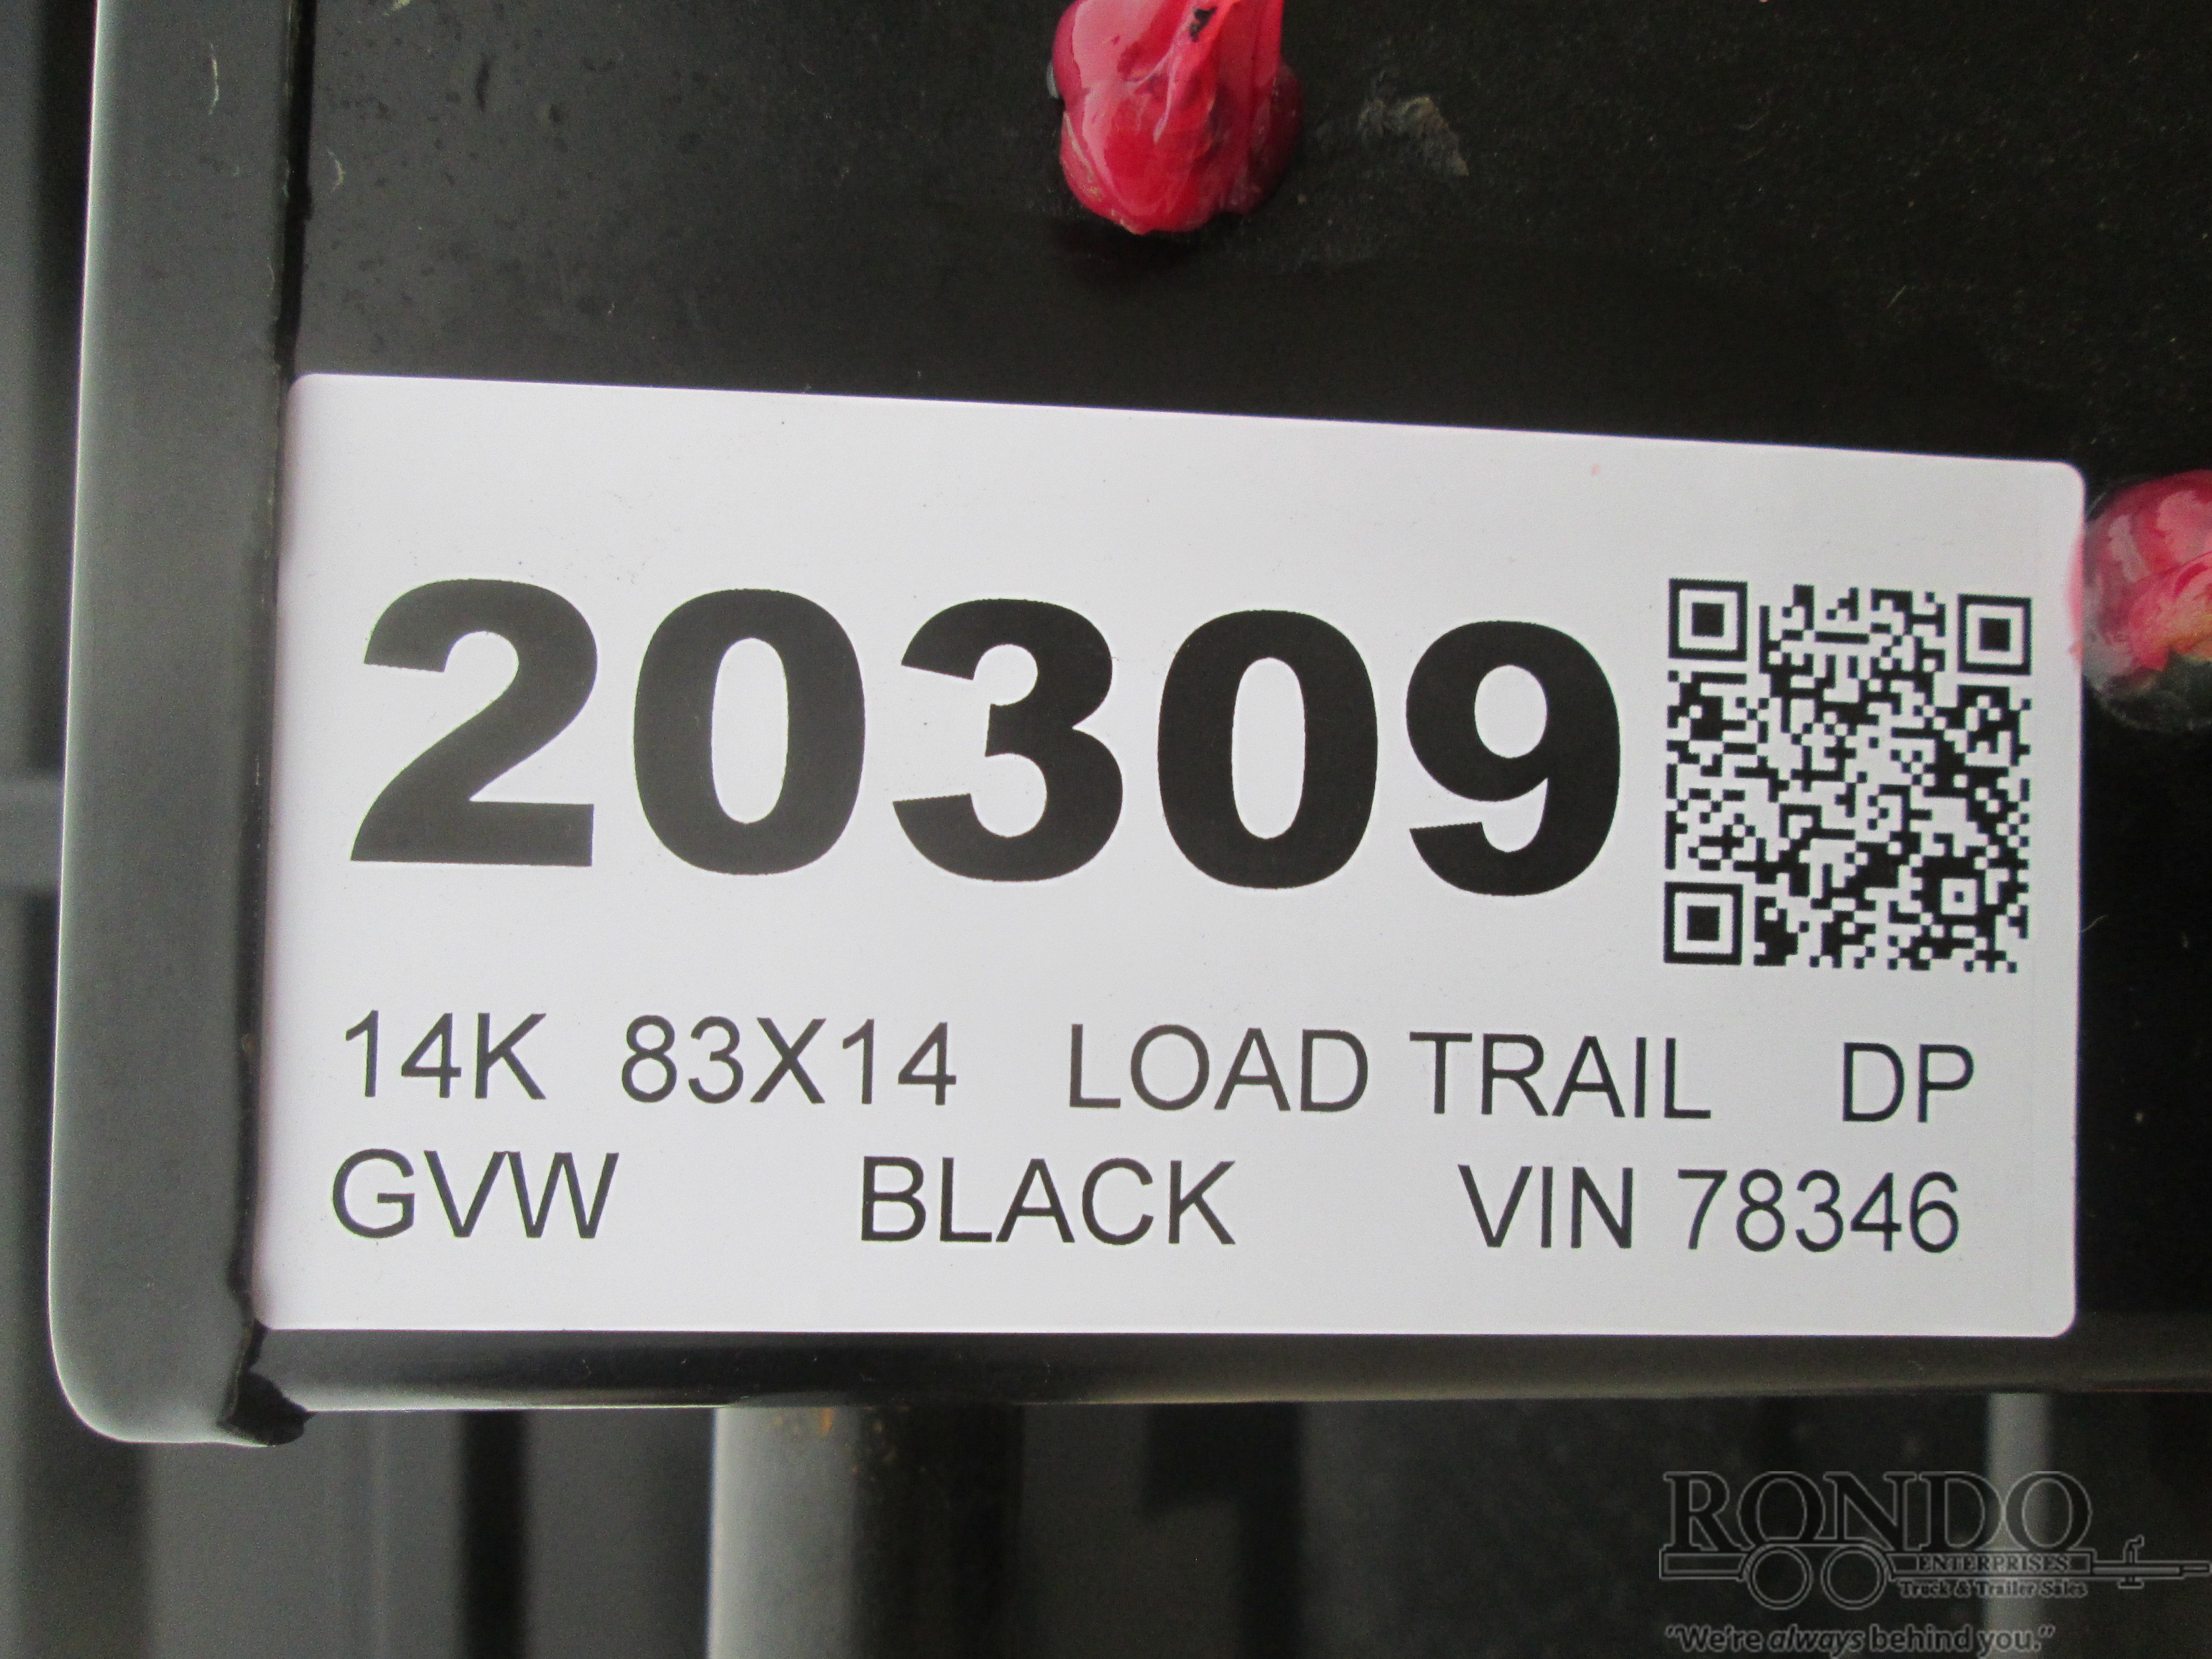 20309
14K 83X14 LOAD TRAIL DP
GVW BLACK VIN 78346
RONDO
ENTERPRISES
Truck & Trailer Sales
"We're always behind you."